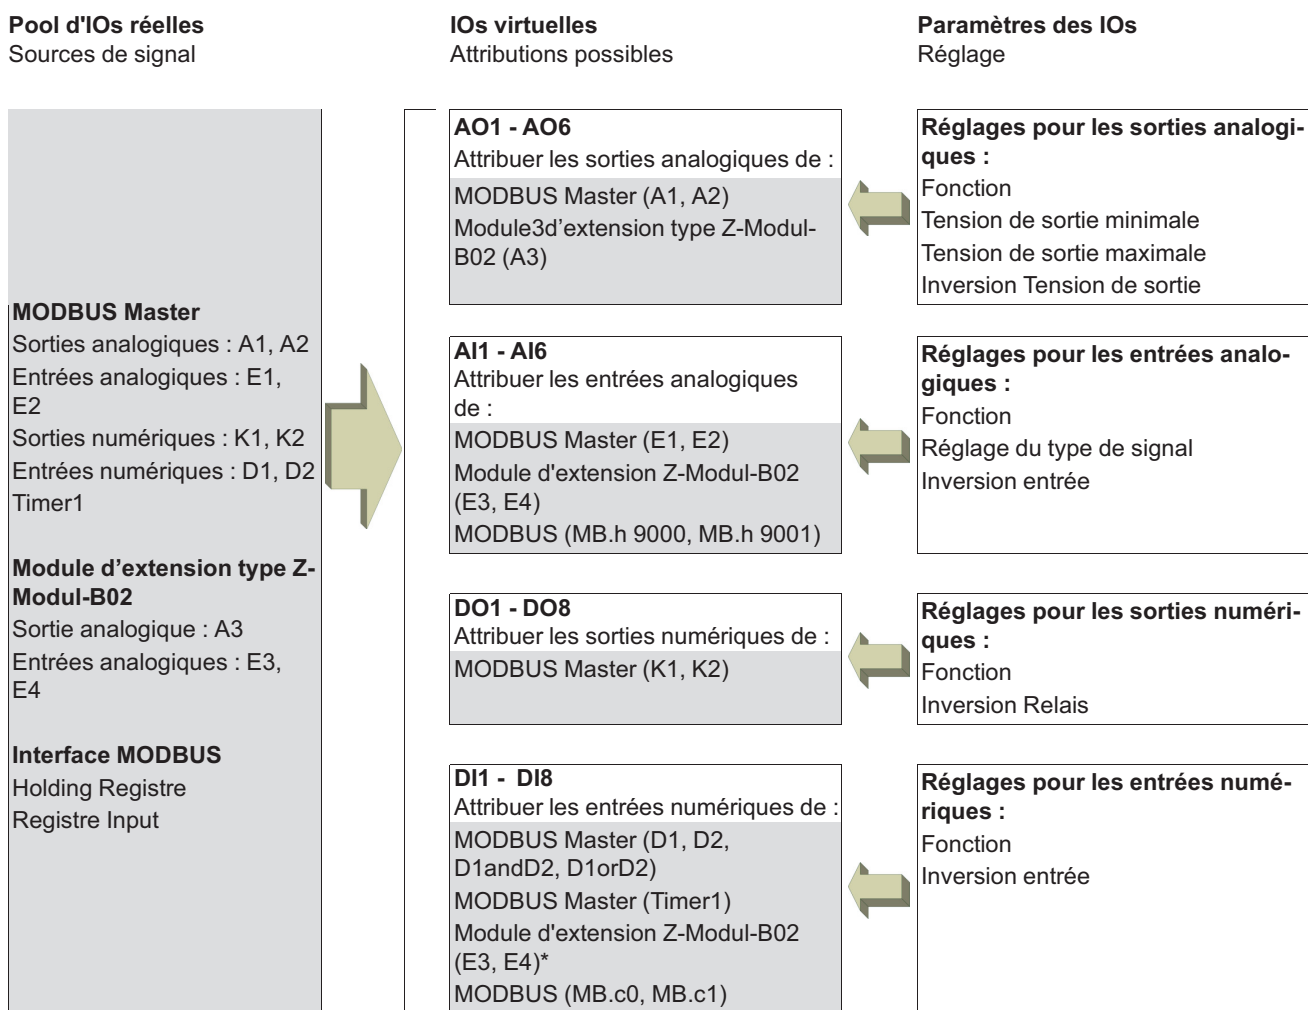 Pool d'IOs réelles
Sources de signal
IOs virtuelles
Attributions possibles
Paramètres des IOs
Réglage
MODBUS Master
Sorties analogiques : A1, A2
Entrées analogiques : E1,
E2
Sorties numériques : K1, K2
Entrées numériques : D1, D2
Timer1
Module d’extension type Z-
Modul-B02
Sortie analogique : A3
Entrées analogiques : E3,
E4
Interface MODBUS
Holding Registre
Registre Input
AO1 - AO6
Attribuer les sorties analogiques de :
MODBUS Master (A1, A2)
Module3d’extension type Z-Modul-
B02 (A3)
Réglages pour les sorties analogi-
ques :
Fonction
Tension de sortie minimale
Tension de sortie maximale
Inversion Tension de sortie
AI1 - AI6
Attribuer les entrées analogiques
de :
MODBUS Master (E1, E2)
Module d'extension Z-Modul-B02
(E3, E4)
MODBUS (MB.h 9000, MB.h 9001)
Réglages pour les entrées analo-
giques :
Fonction
Réglage du type de signal
Inversion entrée
DO1 - DO8
Attribuer les sorties numériques de :
MODBUS Master (K1, K2)
Réglages pour les sorties numéri-
ques :
Fonction
Inversion Relais
DI1 -  DI8
Attribuer les entrées numériques de :
MODBUS Master (D1, D2,
D1andD2, D1orD2)
MODBUS Master (Timer1)
Module d'extension Z-Modul-B02
(E3, E4)*
MODBUS (MB.c0, MB.c1)
Réglages pour les entrées numé-
riques :
Fonction
Inversion entrée